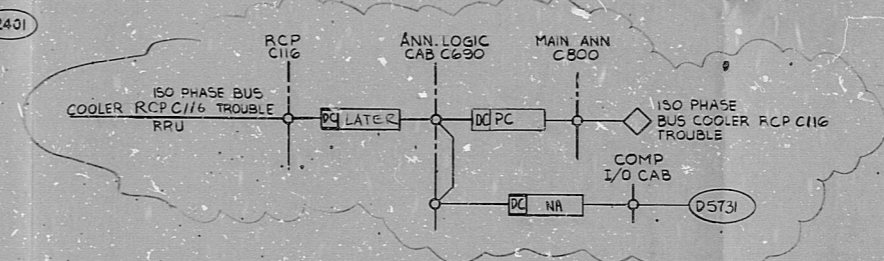 2401
RCP
C116
ANN. LOGIC
CAB C690
MAIN ANN
C800
ISO PHASE BUS
COOLER RCP C116 TROUBLE
RRU
DC LATER
DC PC
ISO PHASE
BUS COOLER RCP C116
TROUBLE
COMP
I/O CAB
DC NA
D5731